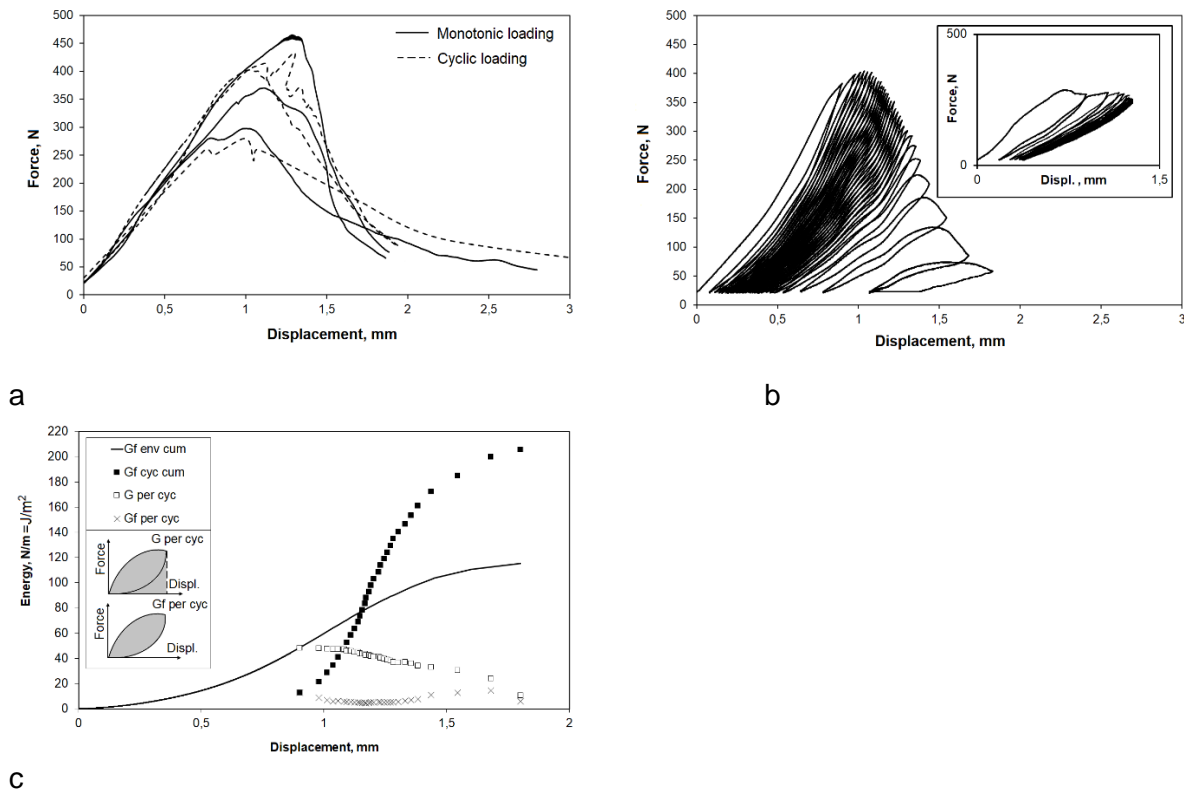 500
450
400
350
300
250
200
150
100
50
0
Force, N
Monotonic loading
Cyclic loading
0
0,5
1
1,5
2
2,5
3
Displacement, mm
a
500
450
400
350
300
250
200
150
100
50
0
Force, N
500
0
Force, N
0
1,5
Displ. , mm
0
0,5
1
1,5
2
2,5
3
Displacement, mm
b
220
200
180
160
140
120
100
80
60
40
20
0
Energy, N/m =J/m²
Gf env cum
Gf cyc cum
G per cyc
Gf per cyc
G per cyc
Force
Displ.
Gf per cyc
Force
Displ.
0
0,5
1
1,5
2
Displacement, mm
c